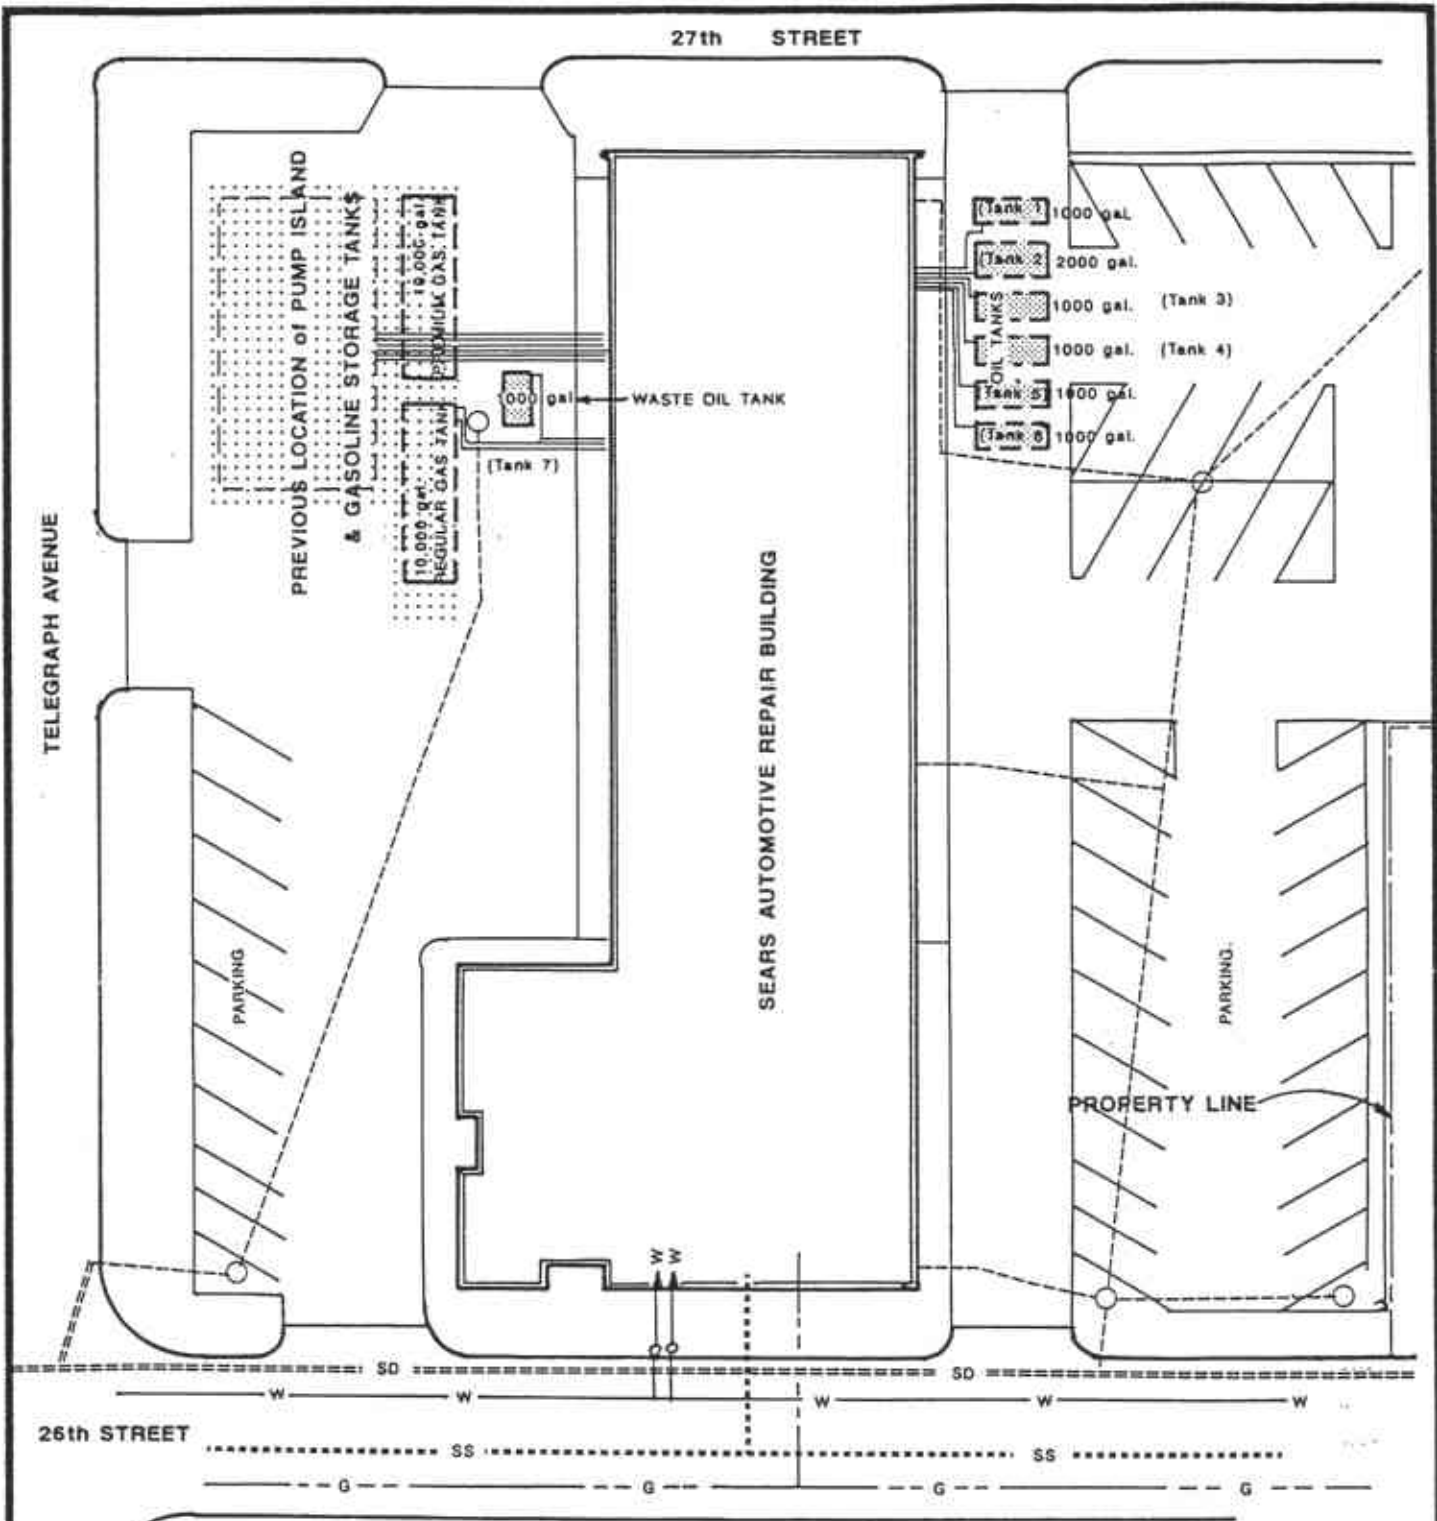 27th STREET
PREVIOUS LOCATION of PUMP ISLAND
& GASOLINE STORAGE TANKS
10,000 gal.
PREMIUM GAS TANK
10,000 gal.
REGULAR GAS TANK
1000 gal.
WASTE OIL TANK
(Tank 7)
(Tank 1
1000 gal.
(Tank 2
2000 gal.
OIL TANKS
1000 gal.
(Tank 3)
1000 gal.
(Tank 4)
(Tank 5)
1000 gal.
(Tank 6
1000 gal.
TELEGRAPH AVENUE
SEARS AUTOMOTIVE REPAIR BUILDING
PARKING
PARKING.
PROPERTY LINE
W
W
SD
SD
W
W
W
W
W
26th STREET
SS
SS
G
G
G
G